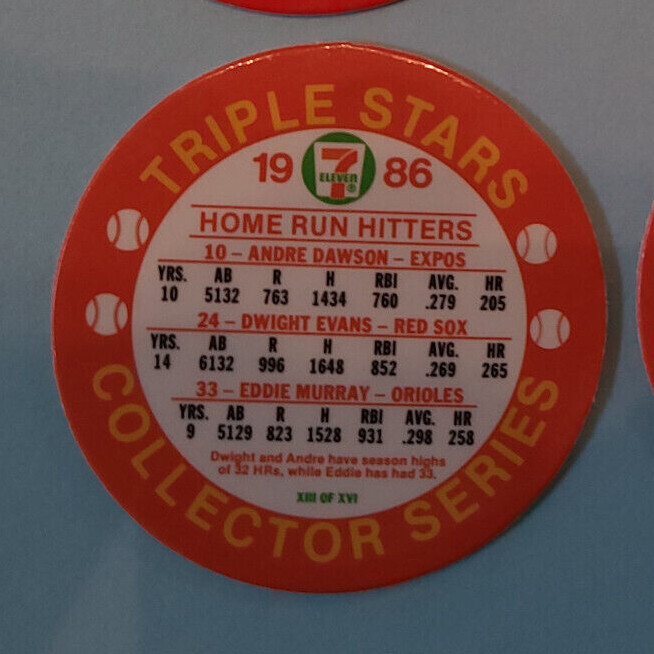 TRIPLE STARS
19 7 ELEVEN ® 86
HOME RUN HITTERS
10 – ANDRE DAWSON – EXPOS
YRS. AB R H RBI AVG. HR
10 5132 763 1434 760 .279 205
24 – DWIGHT EVANS – RED SOX
YRS. AB R H RBI AVG. HR
14 6132 996 1648 852 .269 265
33 – EDDIE MURRAY – ORIOLES
YRS. AB R H RBI AVG. HR
9 5129 823 1528 931 .298 258
Dwight and Andre have season highs
of 32 HRs, while Eddie has had 33.
XIII OF XVI
COLLECTOR SERIES